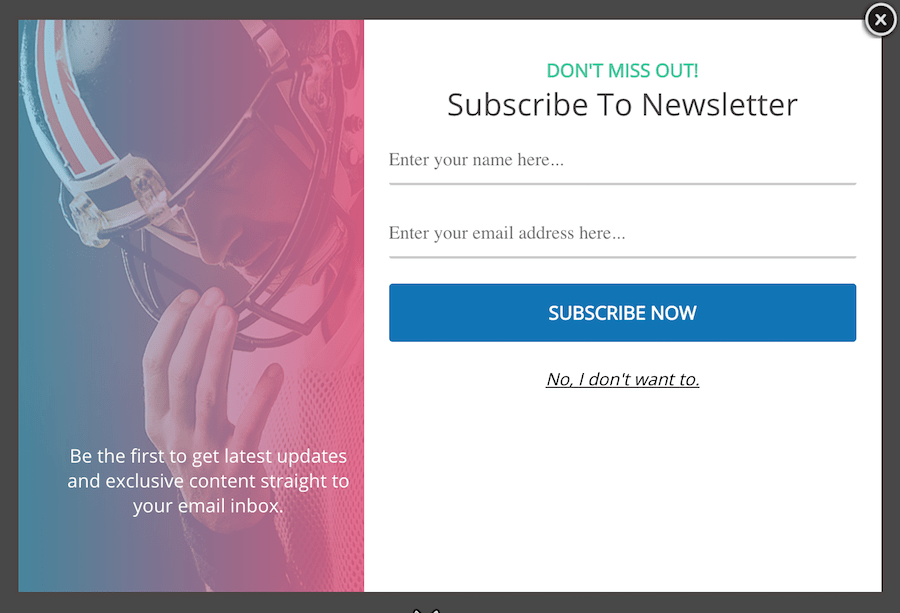 DON'T MISS OUT!
Subscribe To Newsletter
Enter your name here...
Enter your email address here...
SUBSCRIBE NOW
No, I don't want to.
Be the first to get latest updates
and exclusive content straight to
your email inbox.